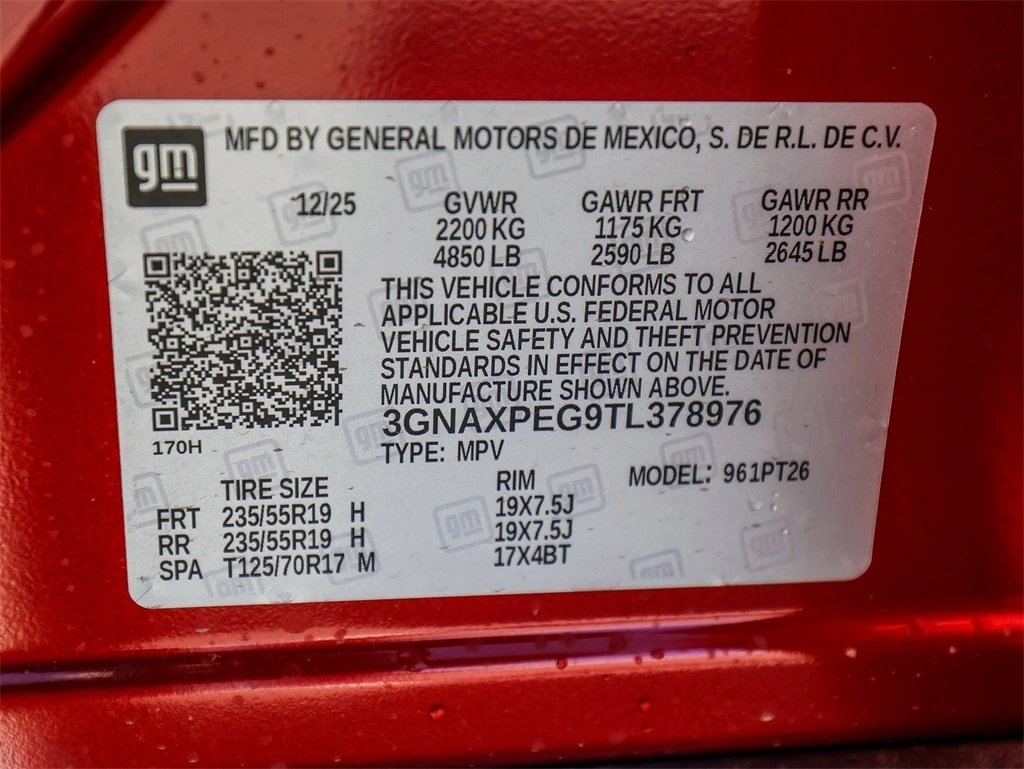 gm MFD BY GENERAL MOTORS DE MEXICO, S. DE R.L. DE C.V.
12/25 GVWR GAWR FRT GAWR RR
2200 KG 1175 KG 1200 KG
4850 LB 2590 LB 2645 LB
THIS VEHICLE CONFORMS TO ALL
APPLICABLE U.S. FEDERAL MOTOR
VEHICLE SAFETY AND THEFT PREVENTION
STANDARDS IN EFFECT ON THE DATE OF
MANUFACTURE SHOWN ABOVE.
3GNAXPEG9TL378976
170H TYPE: MPV
TIRE SIZE RIM MODEL: 961PT26
FRT 235/55R19 H 19X7.5J
RR 235/55R19 H 19X7.5J
SPA T125/70R17 M 17X4BT